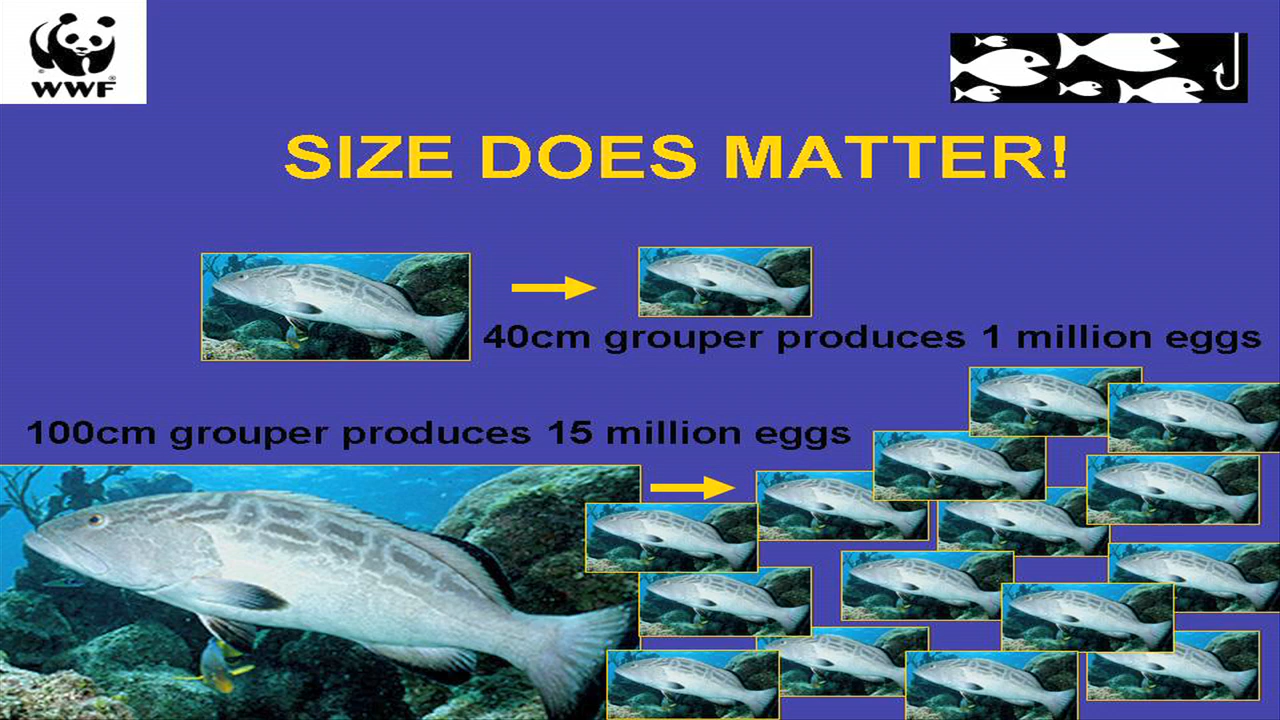 WWF
SIZE DOES MATTER!
40cm grouper produces 1 million eggs
100cm grouper produces 15 million eggs